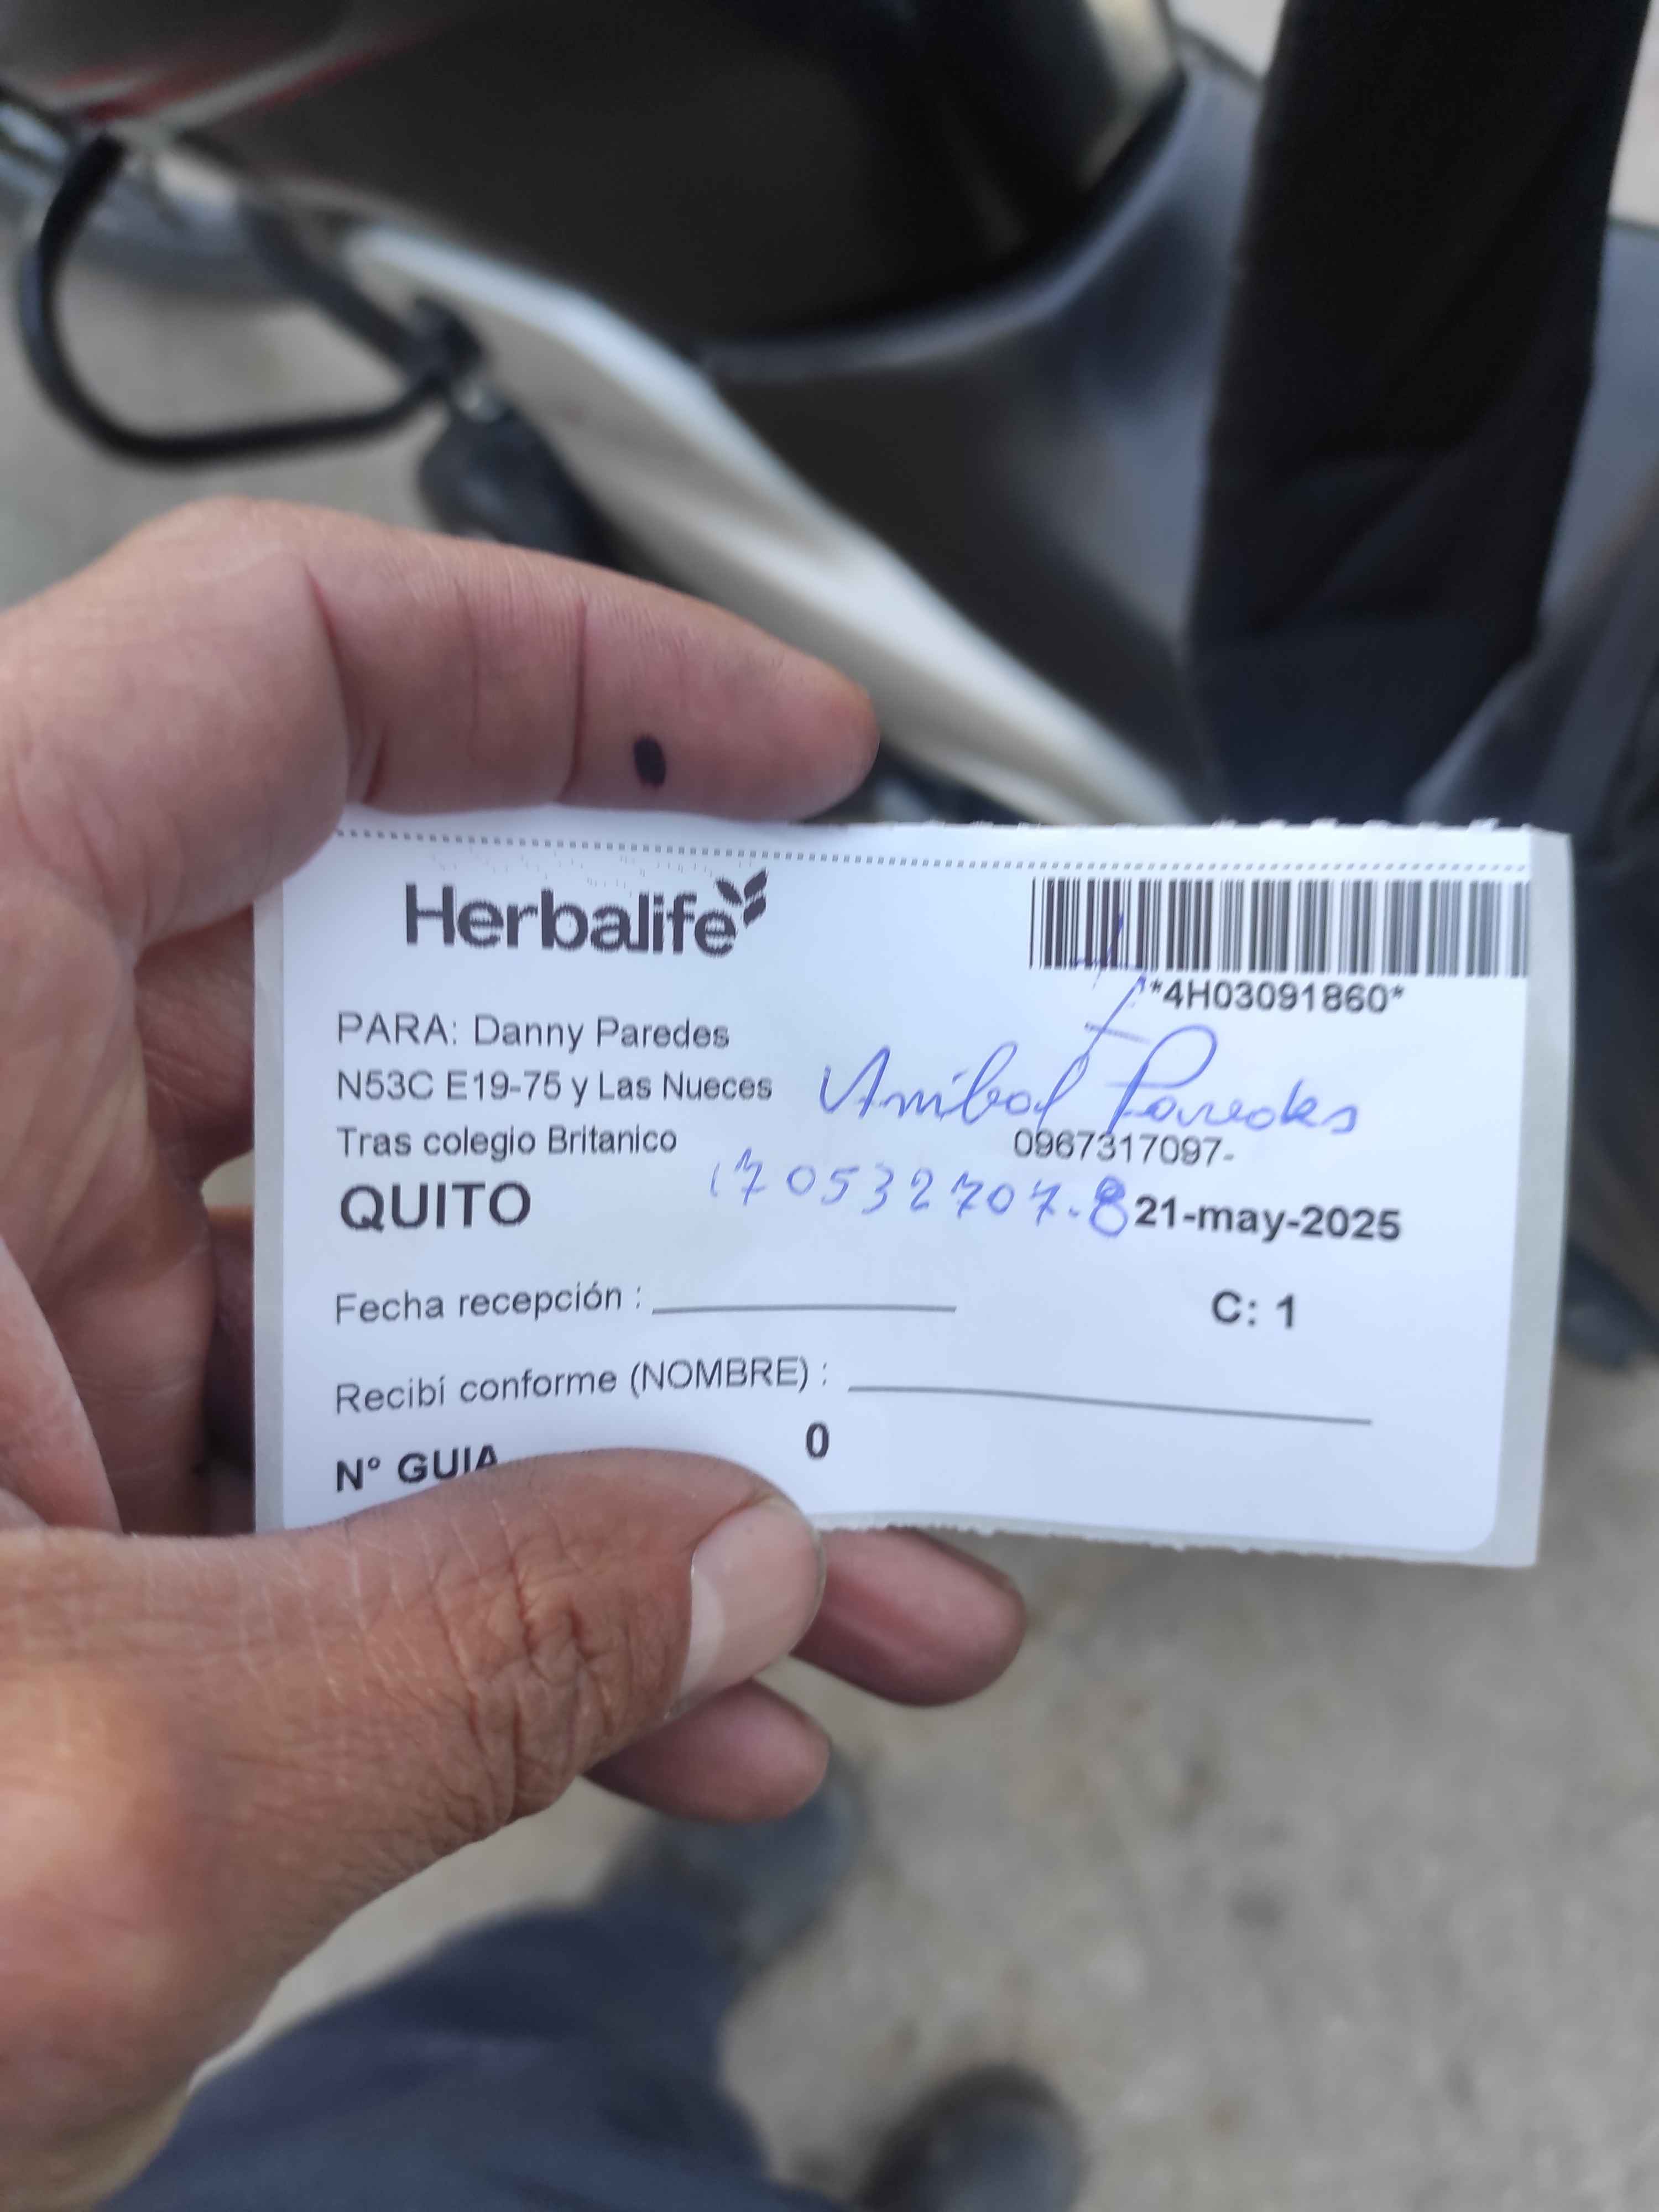 Herbalife
*4H03091860*
PARA: Danny Paredes
N53C E19-75 y Las Nueces
Anibal Paredes
Tras colegio Britanico
0967317097-
170532707-8
QUITO
21-may-2025
Fecha recepción :
C: 1
Recibí conforme (NOMBRE) :
N° GUIA
0